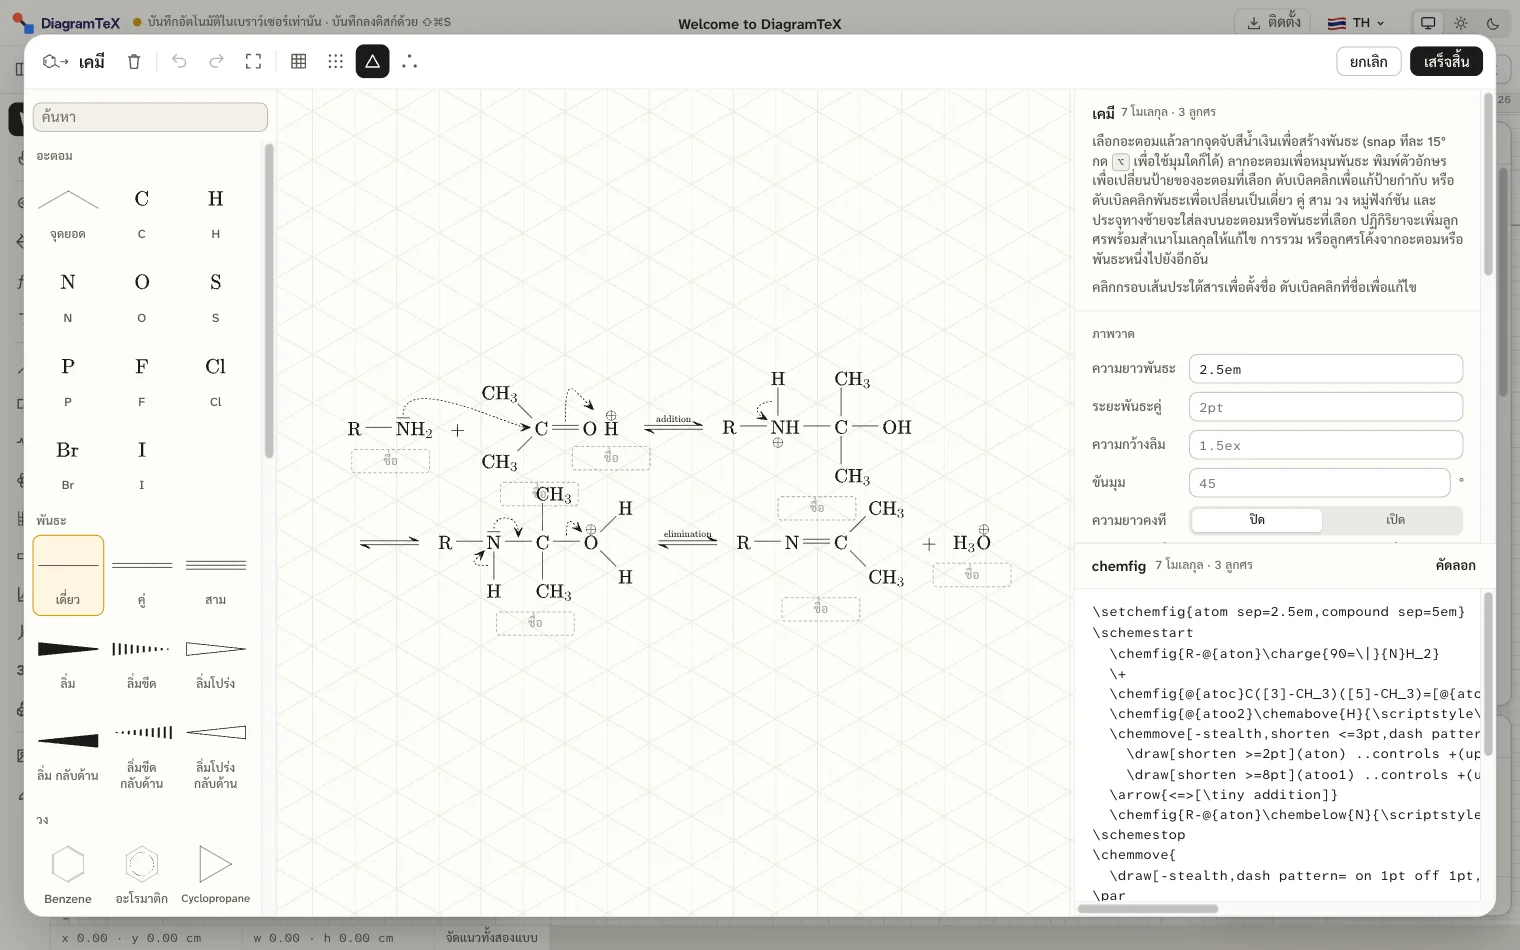 DiagramTeX
บันทึกอัตโนมัติในเบราว์เซอร์เท่านั้น · บันทึกลงดิสก์ด้วย ⇧⌘S
Welcome to DiagramTeX
ติดตั้ง
TH
เคมี
ยกเลิก
เสร็จสิ้น
ค้นหา
อะตอม
C
H
จุดยอด
C
H
N
O
S
N
O
S
P
F
Cl
P
F
Cl
Br
I
Br
I
พันธะ
เดี่ยว
คู่
สาม
ลิ่ม
ลิ่มขีด
ลิ่มโปร่ง
ลิ่ม กลับด้าน
ลิ่มขีด กลับด้าน
ลิ่มโปร่ง กลับด้าน
วง
Benzene
อะโรมาติก
Cyclopropane
R NH2 + CH3 C O H CH3
ชื่อ
ชื่อ
ชื่อ
addition
H CH3
R NH C OH
⊕ CH3
ชื่อ
CH3 H
R N C O H
H CH3
ชื่อ
elimination
CH3
R N C
CH3
ชื่อ
+ H3O
ชื่อ
เคมี 7 โมเลกุล · 3 ลูกศร
เลือกอะตอมแล้วลากจุดจับสีน้ำเงินเพื่อสร้างพันธะ (snap ทีละ 15°
กด ⌥ เพื่อใช้มุมใดก็ได้) ลากอะตอมเพื่อหมุนพันธะ พิมพ์ตัวอักษร
เพื่อเปลี่ยนป้ายของอะตอมที่เลือก ดับเบิลคลิกเพื่อแก้ป้ายกำกับ หรือ
ดับเบิลคลิกพันธะเพื่อเปลี่ยนเป็นเดี่ยว คู่ สาม วง หมู่ฟังก์ชัน และ
ประจุทางซ้ายจะใส่ลงบนอะตอมหรือพันธะที่เลือก ปฏิกิริยาจะเพิ่มลูก
ศรพร้อมสำเนาโมเลกุลให้แก้ไข การรวม หรือลูกศรโค้งจากอะตอมหรือ
พันธะหนึ่งไปยังอีกอัน
คลิกกรอบเส้นประใต้สารเพื่อตั้งชื่อ ดับเบิลคลิกที่ชื่อเพื่อแก้ไข
ภาพวาด
ความยาวพันธะ 2.5em
ระยะพันธะคู่ 2pt
ความกว้างลิ่ม 1.5ex
ขั้นมุม 45 °
ความยาวคงที่ ปิด เปิด
chemfig 7 โมเลกุล · 3 ลูกศร
คัดลอก
\setchemfig{atom sep=2.5em,compound sep=5em}
\schemestart
\chemfig{R-@{aton}\charge{90=\|}{N}H_2}
\+
\chemfig{@{atoc}C([3]-CH_3)([5]-CH_3)=[@{atc
\chemfig{@{atoo2}\chemabove{H}{\scriptstyle\
\chemmove[-stealth,shorten <=3pt,dash patter
\draw[shorten >=2pt](aton) ..controls +(up
\draw[shorten >=8pt](atoo1) ..controls +(u
\arrow{<=>[\tiny addition]}
\chemfig{R-@{aton}\chembelow{N}{\scriptstyle
\schemestop
\chemmove{
\draw[-stealth,dash pattern= on 1pt off 1pt,
\par
x 0.00 · y 0.00 cm
w 0.00 · h 0.00 cm
จัดแนวทั้งสองแบบ